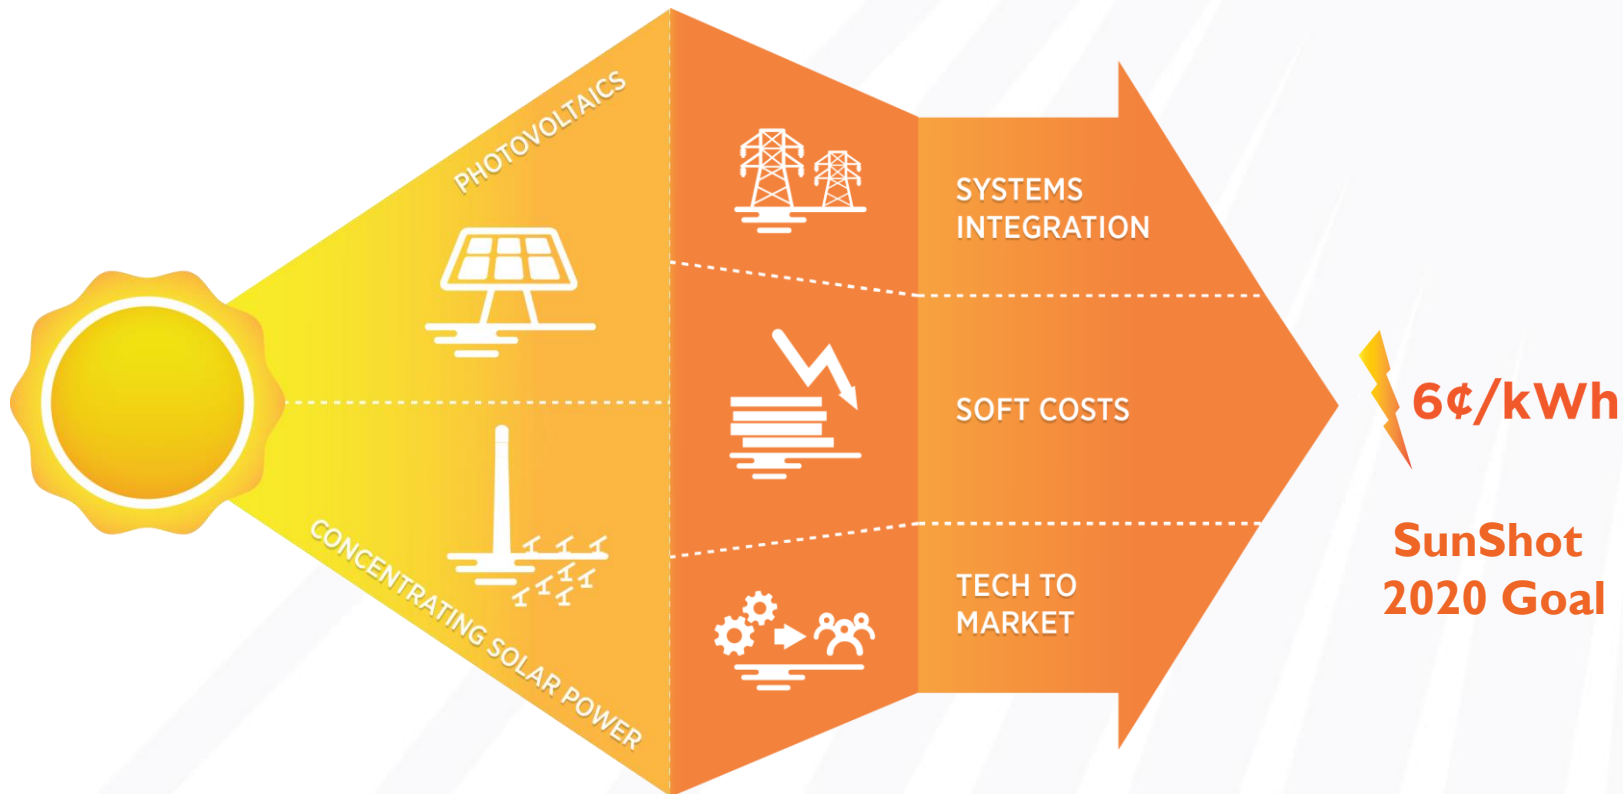 PHOTOVOLTAICS
CONCENTRATING SOLAR POWER
SYSTEMS
INTEGRATION
SOFT COSTS
TECH TO
MARKET
6¢/kWh
SunShot
2020 Goal